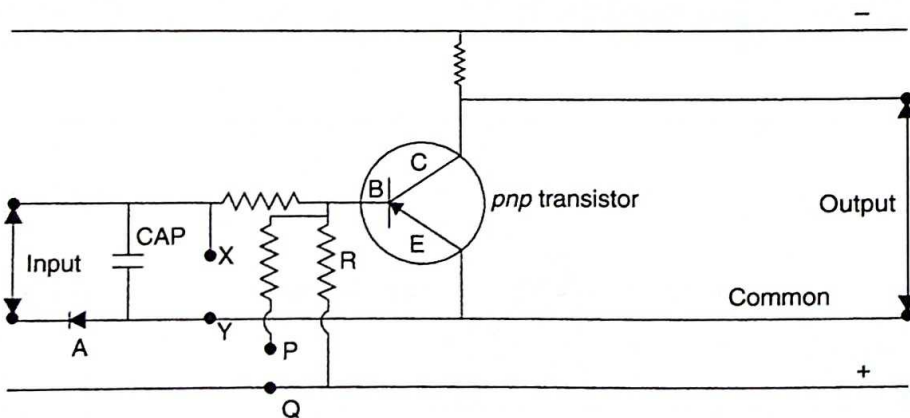 −
C
B
pnp transistor
E
CAP
X
R
Input
Output
Common
A
Y
P
Q
+